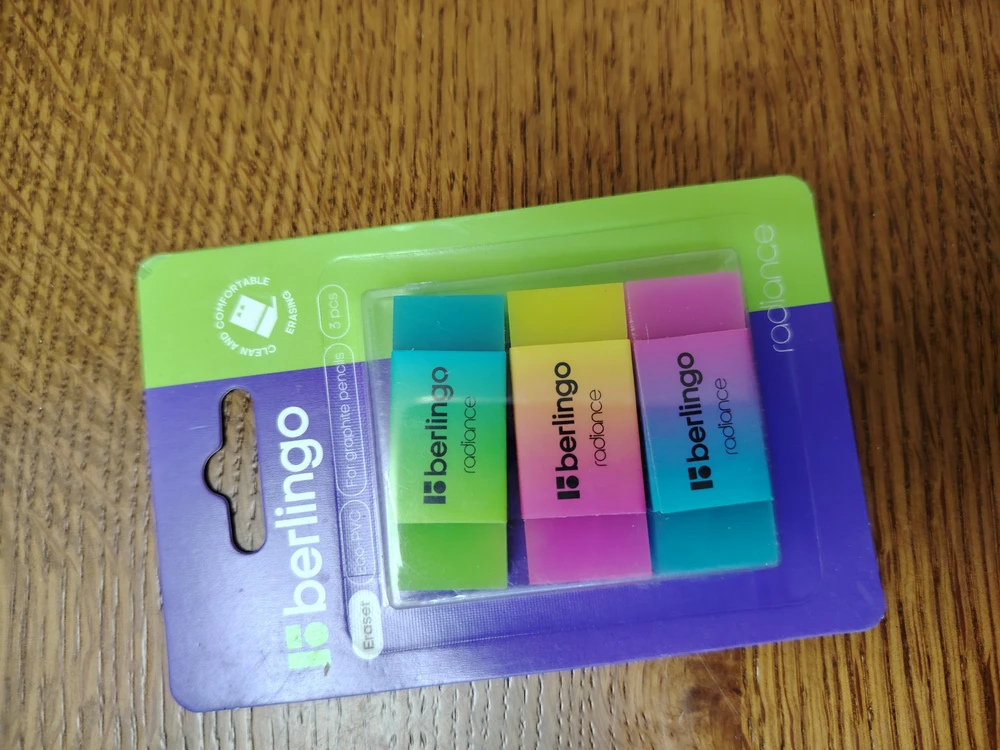 CLEAN AND COMFORTABLE ERASING
berlingo
Eraser
Eco-PVC
For graphite pencils
3 pcs
berlingo
radiance
berlingo
radiance
berlingo
radiance
radiance